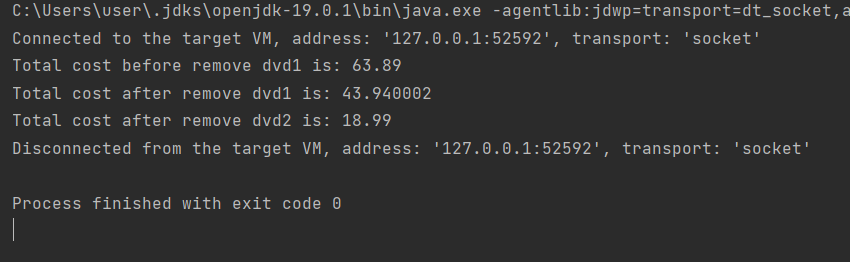 C:\Users\user\.jdks\openjdk-19.0.1\bin\java.exe -agentlib:jdwp=transport=dt_socket,a
Connected to the target VM, address: '127.0.0.1:52592', transport: 'socket'
Total cost before remove dvd1 is: 63.89
Total cost after remove dvd1 is: 43.940002
Total cost after remove dvd2 is: 18.99
Disconnected from the target VM, address: '127.0.0.1:52592', transport: 'socket'
Process finished with exit code 0